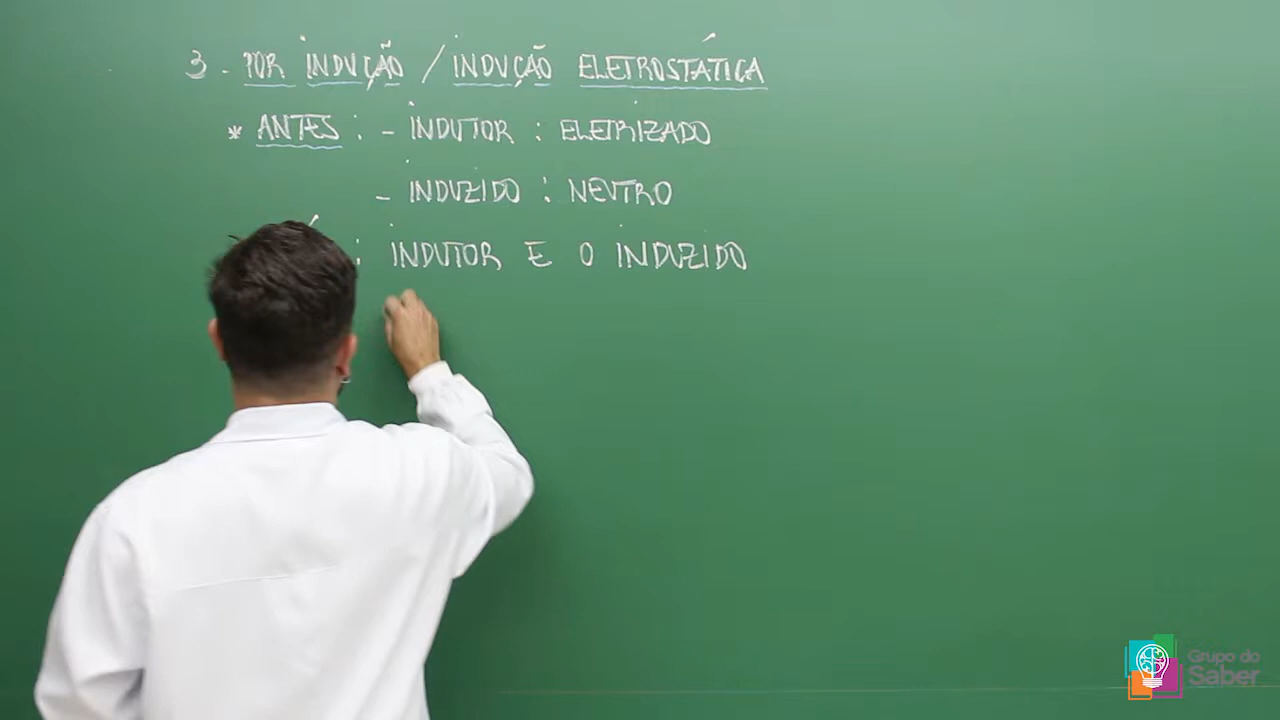 3 - POR INDUÇÃO / INDUÇÃO ELETROSTÁTICA
* ANTES : - INDUTOR : ELETRIZADO
- INDUZIDO : NEUTRO
: INDUTOR E O INDUZIDO
Grupo do
Saber